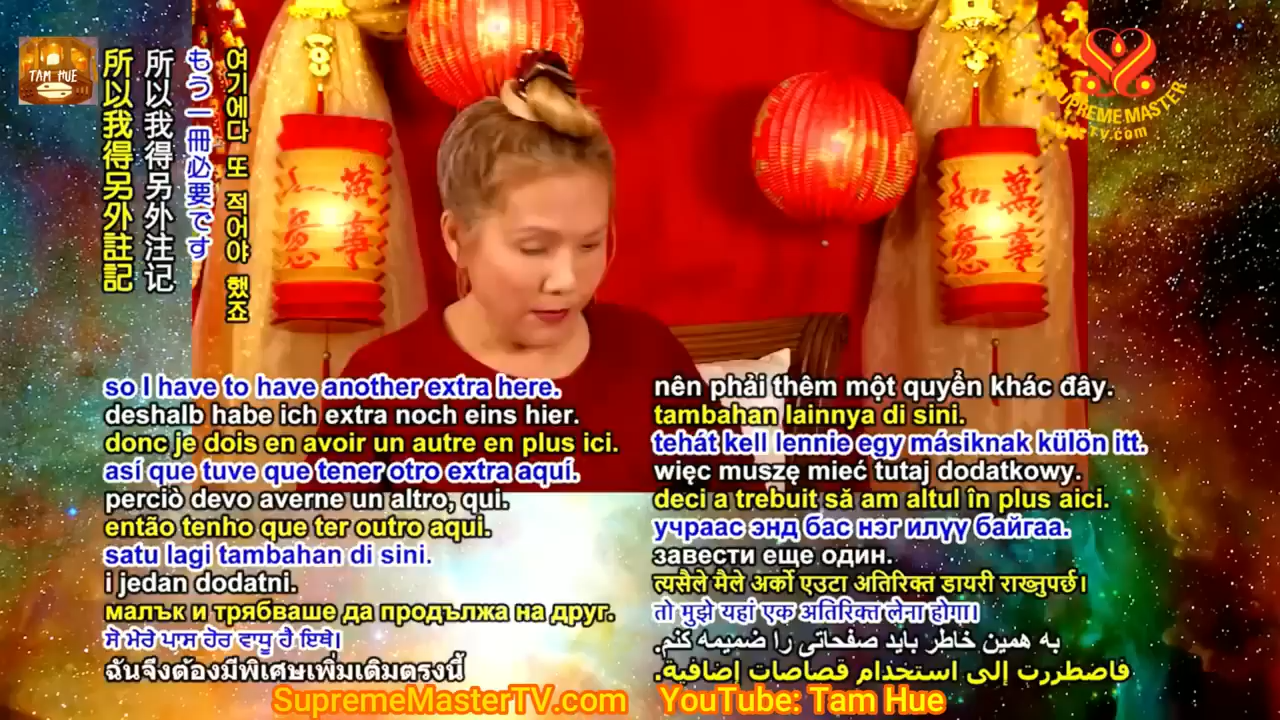 TAM HUE
SUPREME MASTER
TV.com
여기에다 또 적어야 했죠
もう一冊必要です
所以我得另外注记
所以我得另外註記
萬事
如意
萬事
如意
so I have to have another extra here.
deshalb habe ich extra noch eins hier.
donc je dois en avoir un autre en plus ici.
así que tuve que tener otro extra aquí.
perciò devo averne un altro, qui.
então tenho que ter outro aqui.
satu lagi tambahan di sini.
i jedan dodatni.
малък и трябваше да продължа на друг.
ਸੋ ਮੇਰੇ ਪਾਸ ਹੋਰ ਵਾਧੂ ਹੈ ਇਥੇ।
ฉันจึงต้องมีพิเศษเพิ่มเติมตรงนี้
nên phải thêm một quyển khác đây.
tambahan lainnya di sini.
tehát kell lennie egy másiknak külön itt.
więc muszę mieć tutaj dodatkowy.
deci a trebuit să am altul în plus aici.
учраас энд бас нэг илүү байгаа.
завести еще один.
त्यसैले मैले अर्को एउटा अतिरिक्त डायरी राख्नुपर्छ।
तो मुझे यहां एक अतिरिक्त लेना होगा।
به همین خاطر باید صفحاتی را ضمیمه کنم.
فاضطررت إلى استخدام قصاصات إضافية.
SupremeMasterTV.com YouTube: Tam Hue